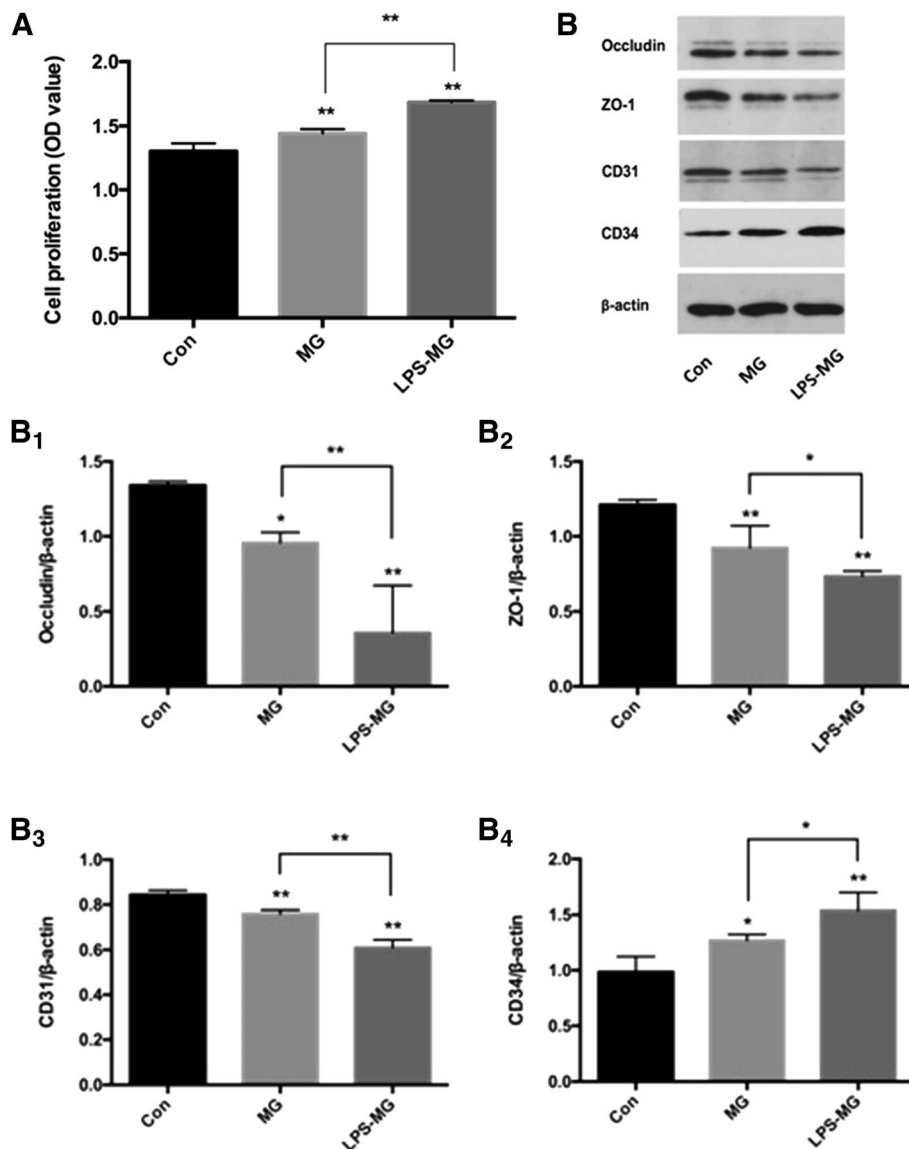 A
Cell proliferation (OD value)
2.0
1.5
1.0
0.5
0.0
**
**
**
Con
MG
LPS-MG
B
Occludin
ZO-1
CD31
CD34
β-actin
Con
MG
LPS-MG
B1
Occludin/β-actin
1.5
1.0
0.5
0.0
**
*
**
Con
MG
LPS-MG
B2
ZO-1/β-actin
1.5
1.0
0.5
0.0
*
**
**
Con
MG
LPS-MG
B3
CD31/β-actin
1.0
0.8
0.6
0.4
0.2
0.0
**
**
**
Con
MG
LPS-MG
B4
CD34/β-actin
2.0
1.5
1.0
0.5
0.0
*
*
**
Con
MG
LPS-MG